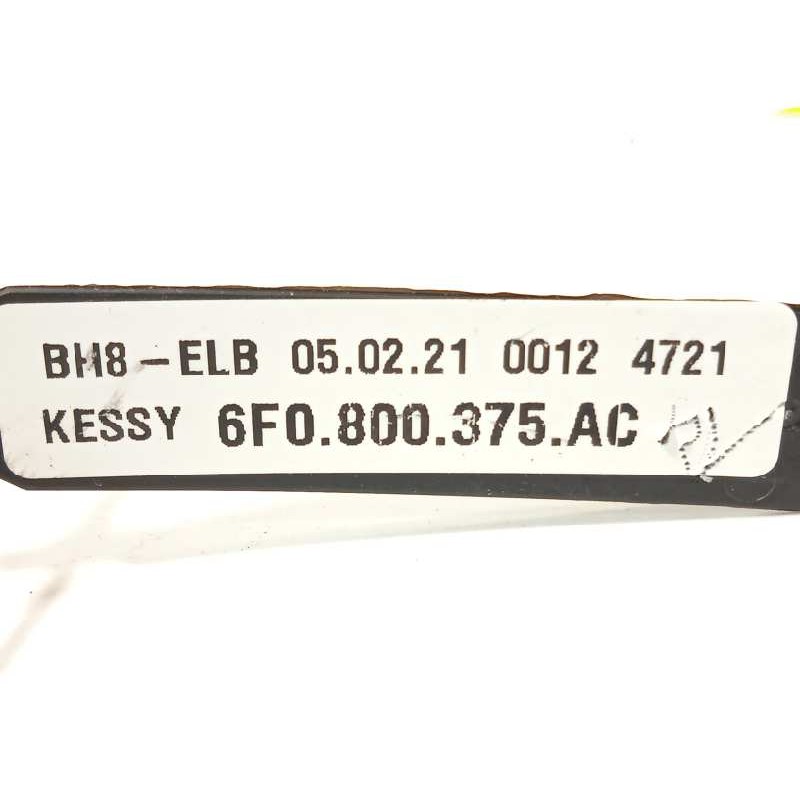 BH8-ELB 05.02.21 0012 4721
KESSY 6F0.800.375.AC